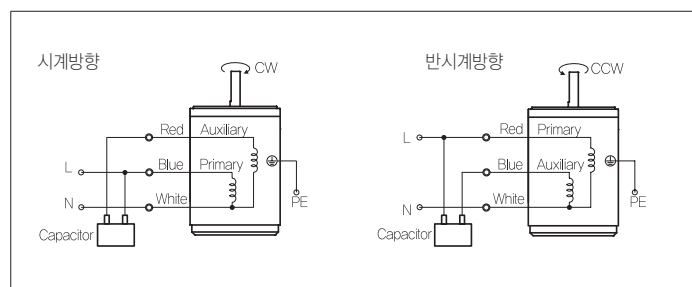 시계방향
CW
Red Auxiliary
L Blue Primary
N White
PE
Capacitor
반시계방향
CCW
L Red Primary
Blue Auxiliary
N White
PE
Capacitor